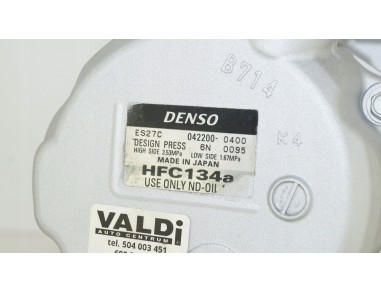 B714
K4
DENSO
ES27C 042200- 0400
DESIGN PRESS 6N 0095
HIGH SIDE 3.53MPa LOW SIDE 1.67MPa
MADE IN JAPAN
HFC134a
USE ONLY ND-OIL
VALDi
AUTO CENTRUM
tel. 504 003 451